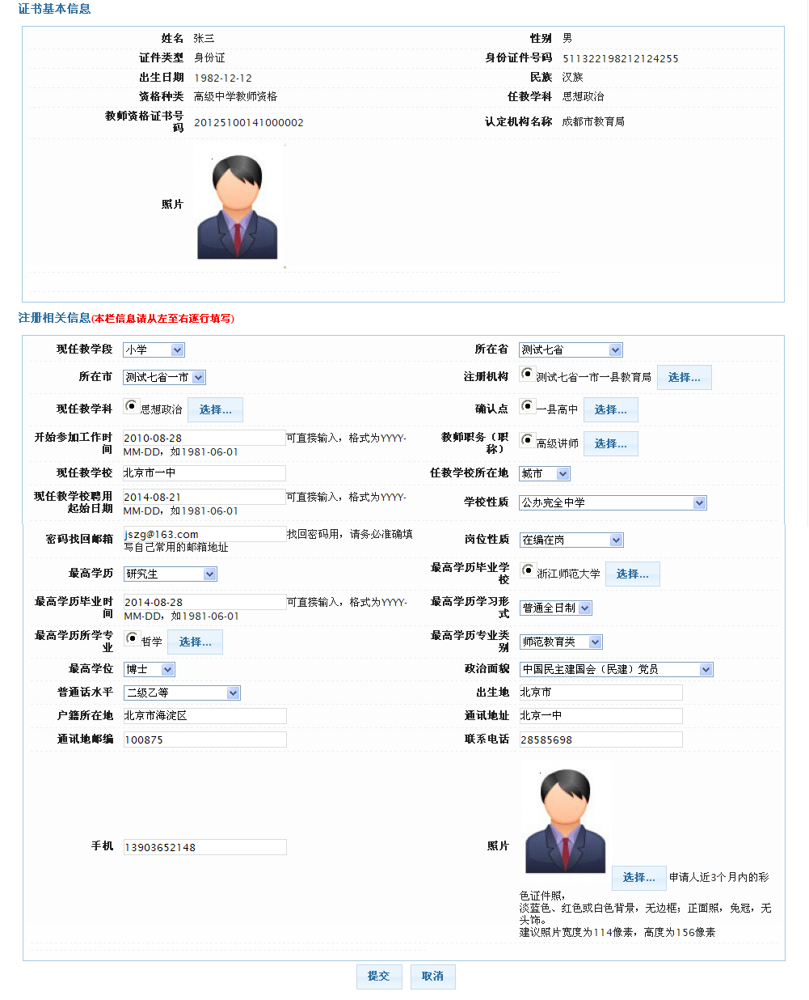 证书基本信息
姓名 张三 性别 男
证件类型 身份证 身份证件号码 511322198212124255
出生日期 1982-12-12 民族 汉族
资格种类 高级中学教师资格 任教学科 思想政治
教师资格证书号码 20125100141000002 认定机构名称 成都市教育局
照片
注册相关信息(本栏信息请从左至右逐行填写)
现任教学段 小学 所在省 测试七省
所在市 测试七省一市 注册机构 测试七省一市一县教育局 选择...
现任教学科 思想政治 选择... 确认点 一县高中 选择...
开始参加工作时间 2010-08-28 可直接输入，格式为YYYY-MM-DD，如1981-06-01 教师职务（职称） 高级讲师 选择...
现任教学校 北京市一中 任教学校所在地 城市
现任教学校聘用起始日期 2014-08-21 可直接输入，格式为YYYY-MM-DD，如1981-06-01 学校性质 公办完全中学
密码找回邮箱 jszg@163.com 找回密码用，请务必准确填写自己常用的邮箱地址 岗位性质 在编在岗
最高学历 研究生 最高学历毕业学校 浙江师范大学 选择...
最高学历毕业时间 2014-08-28 可直接输入，格式为YYYY-MM-DD，如1981-06-01 最高学历学习形式 普通全日制
最高学历所学专业 哲学 选择... 最高学历专业类别 师范教育类
最高学位 博士 政治面貌 中国民主建国会（民建）党员
普通话水平 二级乙等 出生地 北京市
户籍所在地 北京市海淀区 通讯地址 北京一中
通讯地邮编 100875 联系电话 28585698
手机 13903652148 照片 选择... 申请人近3个月内的彩色证件照，
淡蓝色、红色或白色背景，无边框；正面照，免冠，无头饰。
建议照片宽度为114像素，高度为156像素
提交 取消